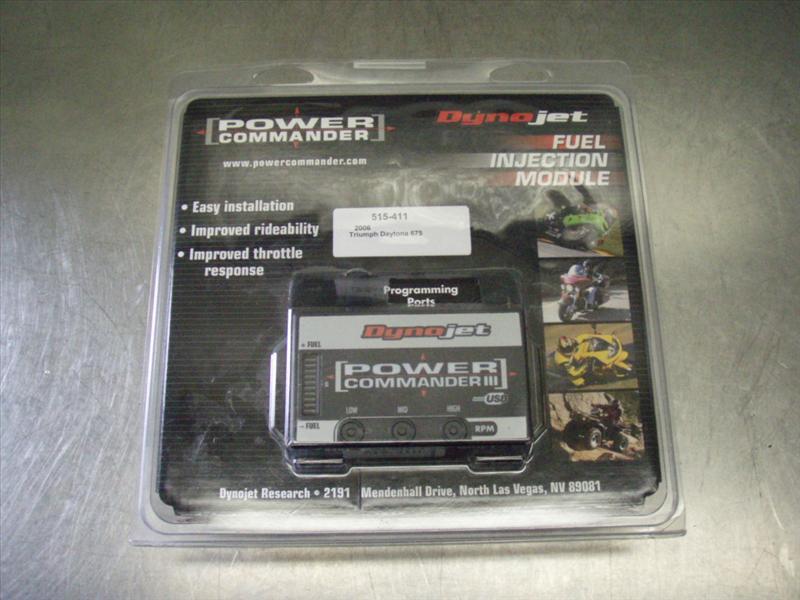 [POWER COMMANDER]
Dynojet
www.powercommander.com
FUEL
INJECTION
MODULE
• Easy installation
• Improved rideability
• Improved throttle
response
515-411
2006
Triumph Daytona 675
Programming
Ports
Dynojet
+ FUEL
[POWER
COMMANDER III]
USB
LOW MID HIGH
- FUEL
RPM
Dynojet Research • 2191 Mendenhall Drive, North Las Vegas, NV 89081